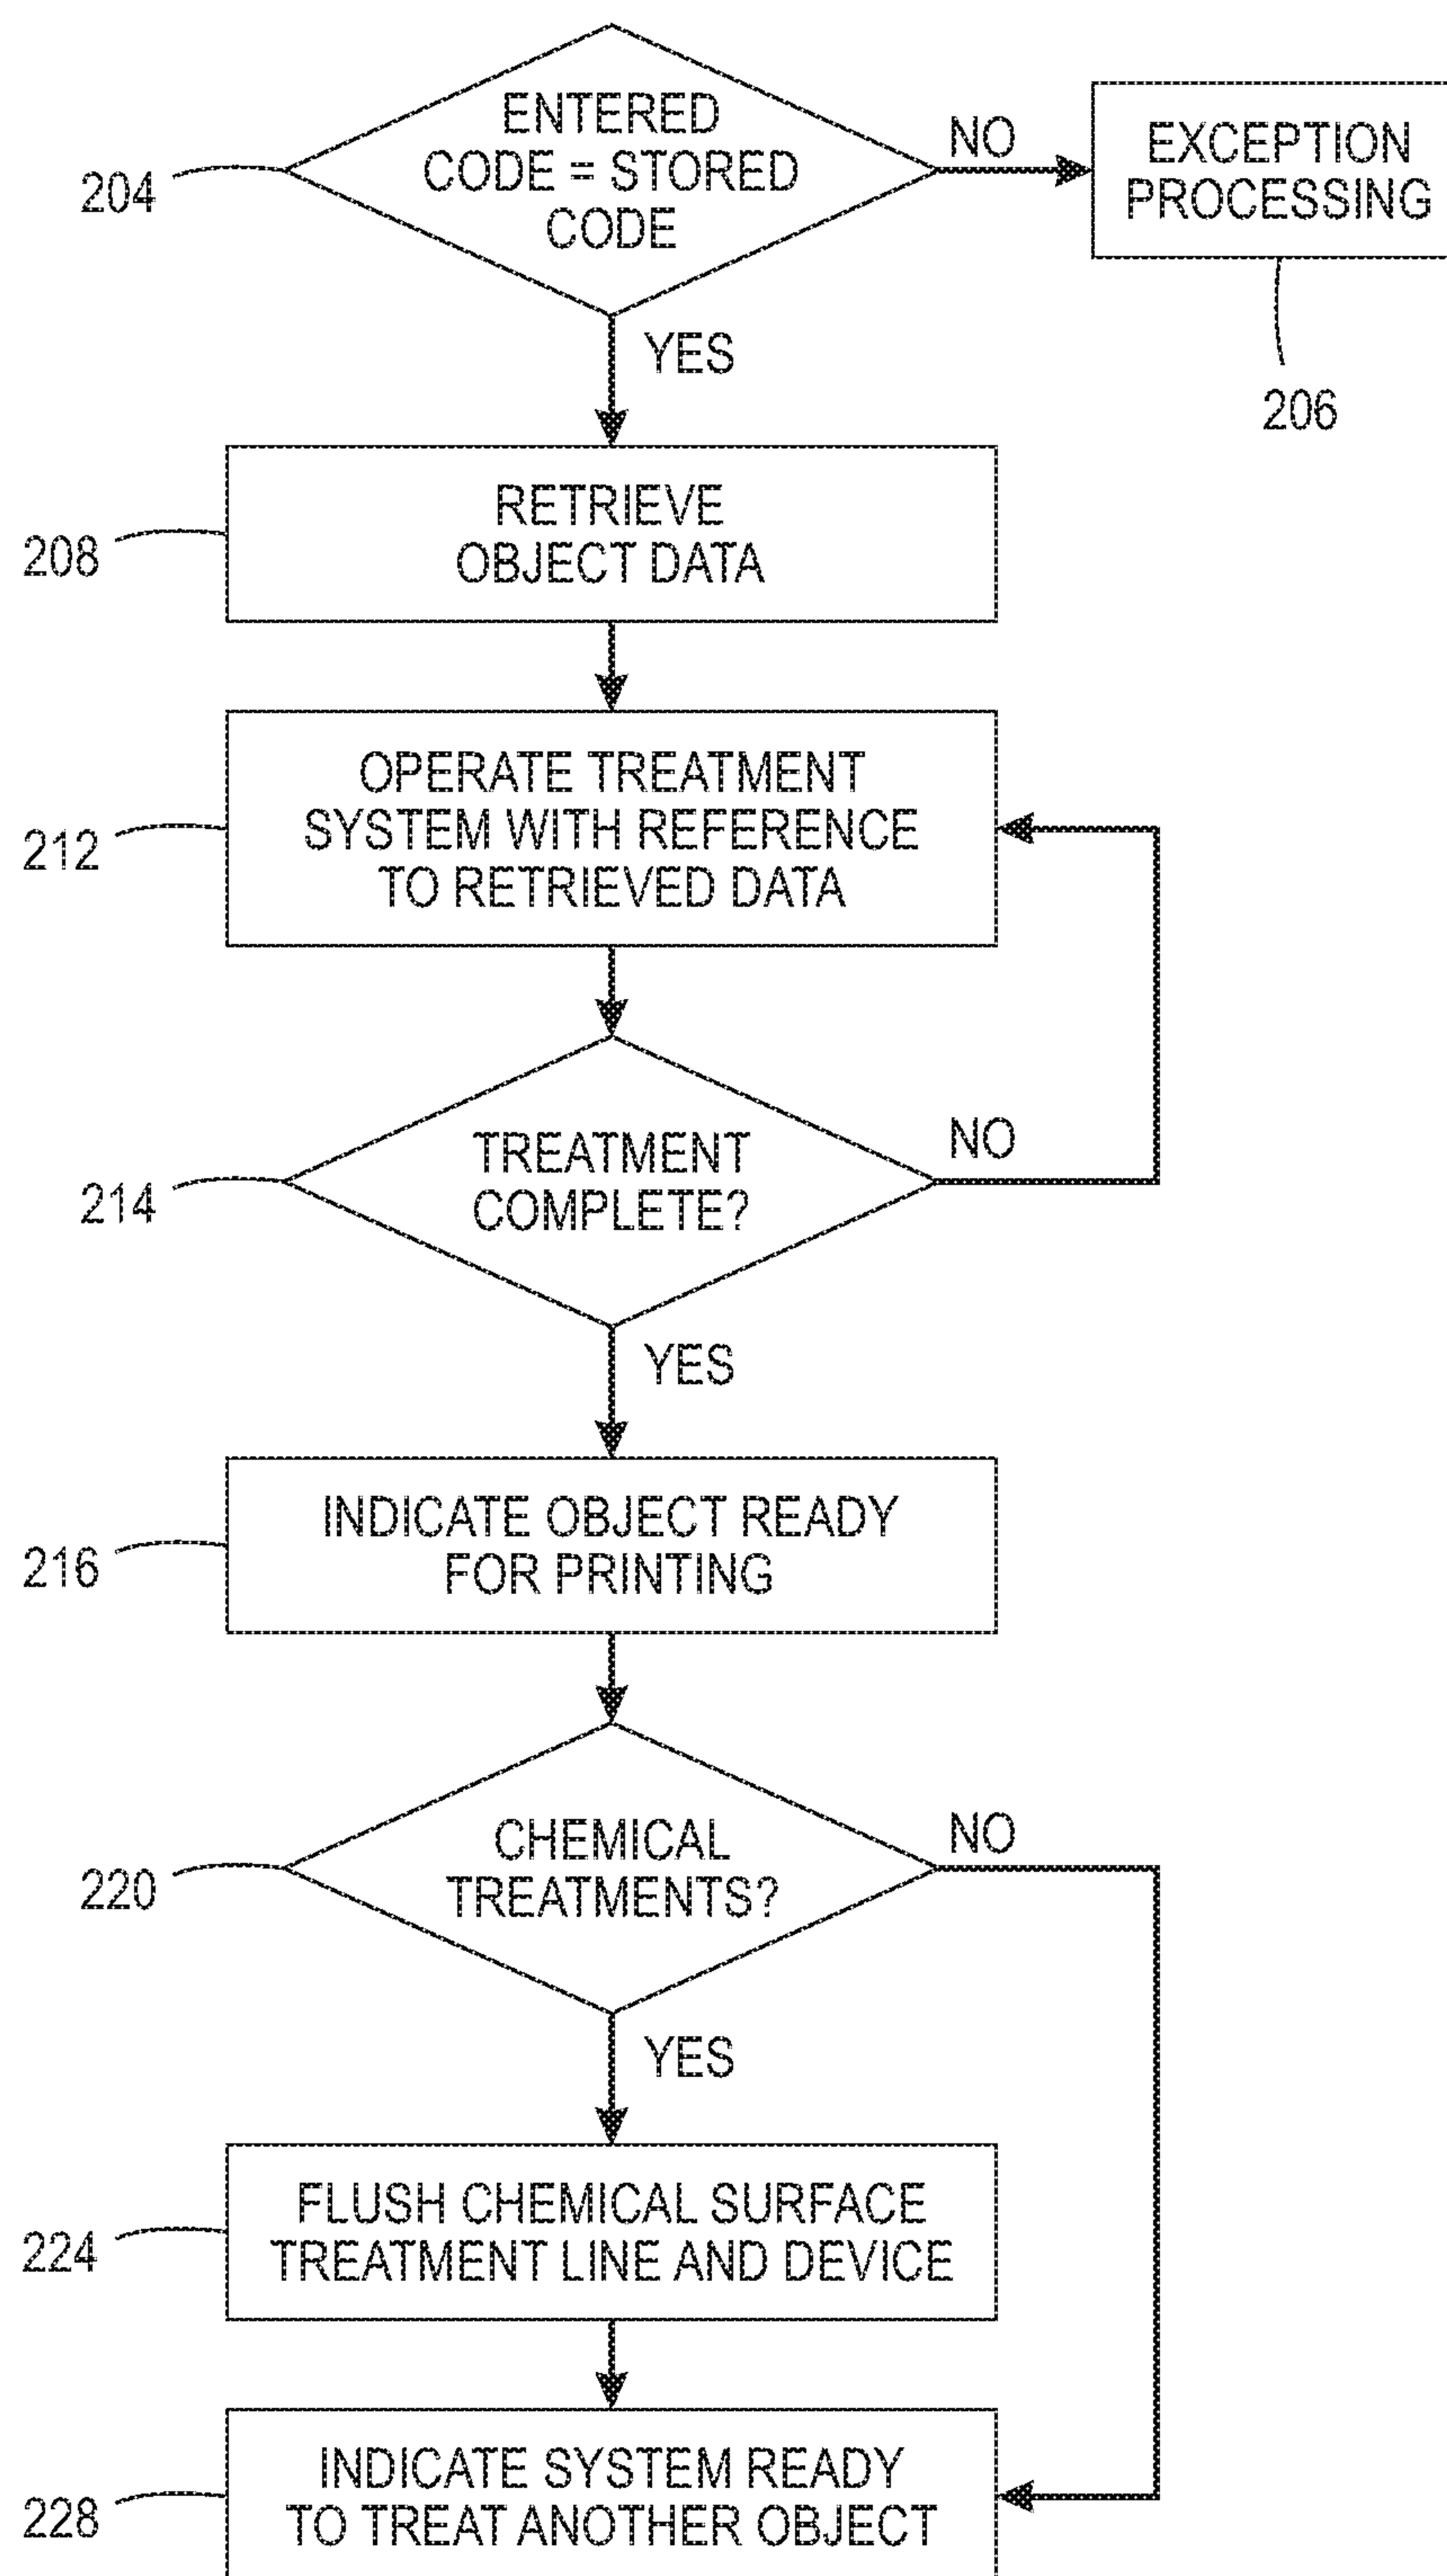 ENTERED
CODE = STORED
CODE
204
NO
EXCEPTION
PROCESSING
206
YES
RETRIEVE
OBJECT DATA
208
OPERATE TREATMENT
SYSTEM WITH REFERENCE
TO RETRIEVED DATA
212
TREATMENT
COMPLETE?
NO
214
YES
INDICATE OBJECT READY
FOR PRINTING
216
CHEMICAL
TREATMENTS?
NO
220
YES
FLUSH CHEMICAL SURFACE
TREATMENT LINE AND DEVICE
224
INDICATE SYSTEM READY
TO TREAT ANOTHER OBJECT
228